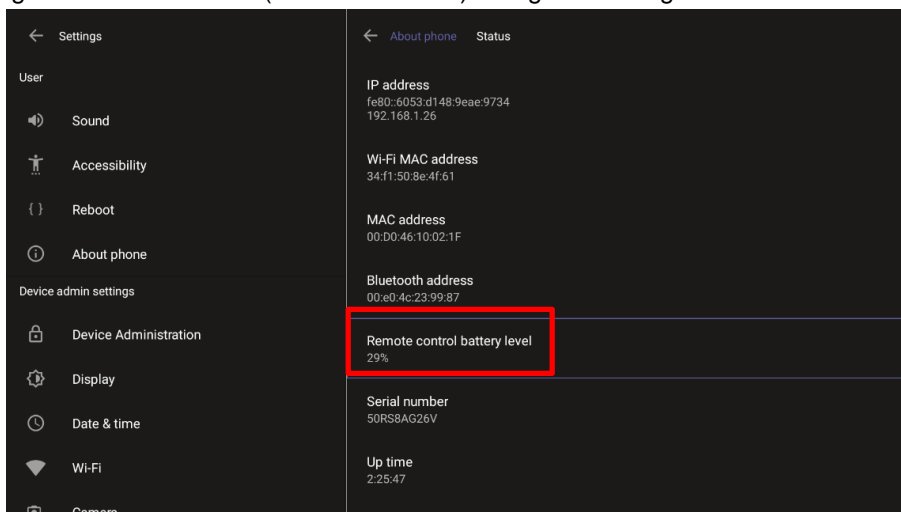 Settings
User
Sound
Accessibility
Reboot
About phone
Device admin settings
Device Administration
Display
Date & time
Wi-Fi
Camera
About phone Status
IP address
fe80::6053:d148:9eae:9734
192.168.1.26
Wi-Fi MAC address
34:f1:50:8e:4f:61
MAC address
00:D0:46:10:02:1F
Bluetooth address
00:e0:4c:23:99:87
Remote control battery level
29%
Serial number
50RS8AG26V
Up time
2:25:47